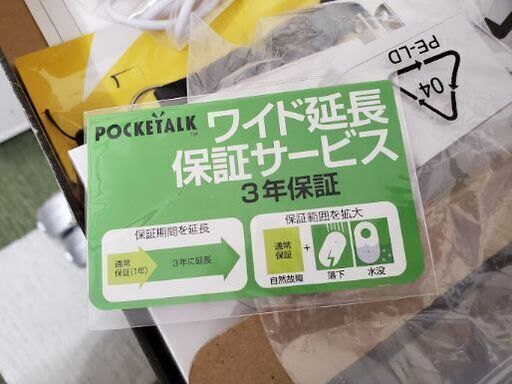 POCKETALK™
ワイド延長
保証サービス
3年保証
保証期間を延長
通常
保証(1年)
3年に延長
保証範囲を拡大
通常
保証
+
自然故障
落下
水没
04
PE-LD